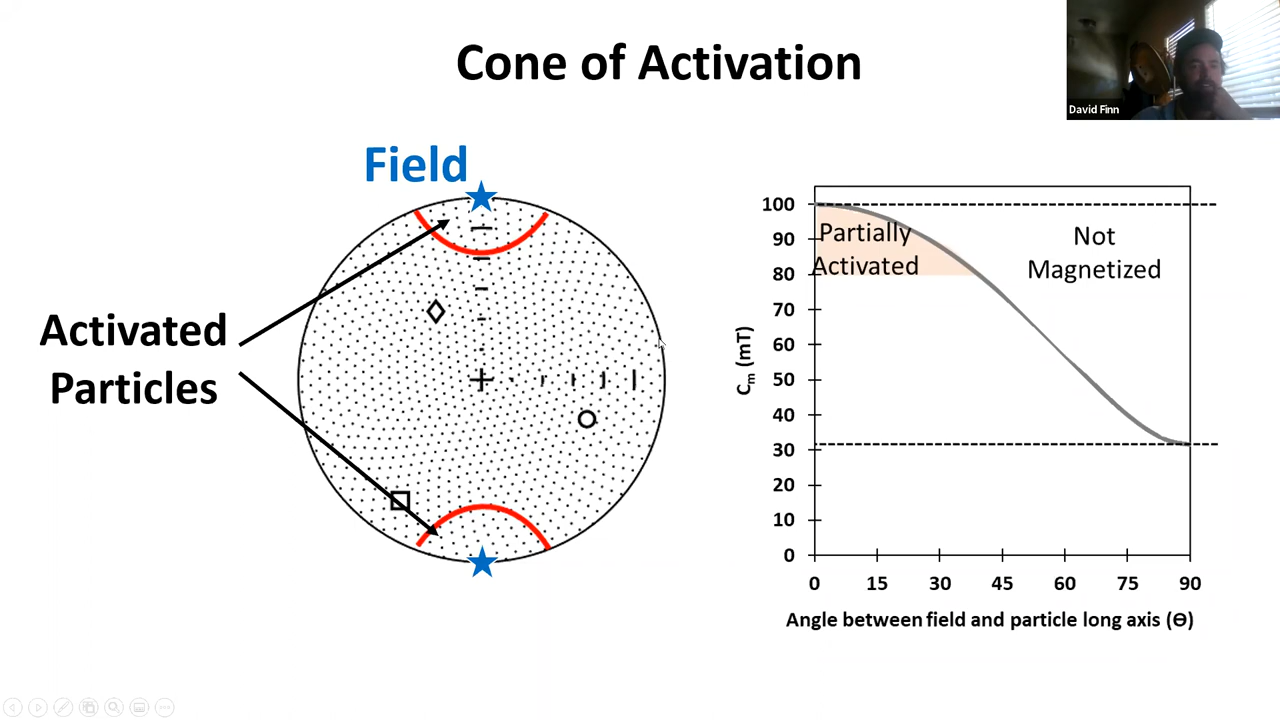 Cone of Activation
David Finn
Field
Activated
Particles
Partially
Activated
Not
Magnetized
100
90
80
70
60
50
40
30
20
10
0
Cm (mT)
0 15 30 45 60 75 90
Angle between field and particle long axis (Ө)